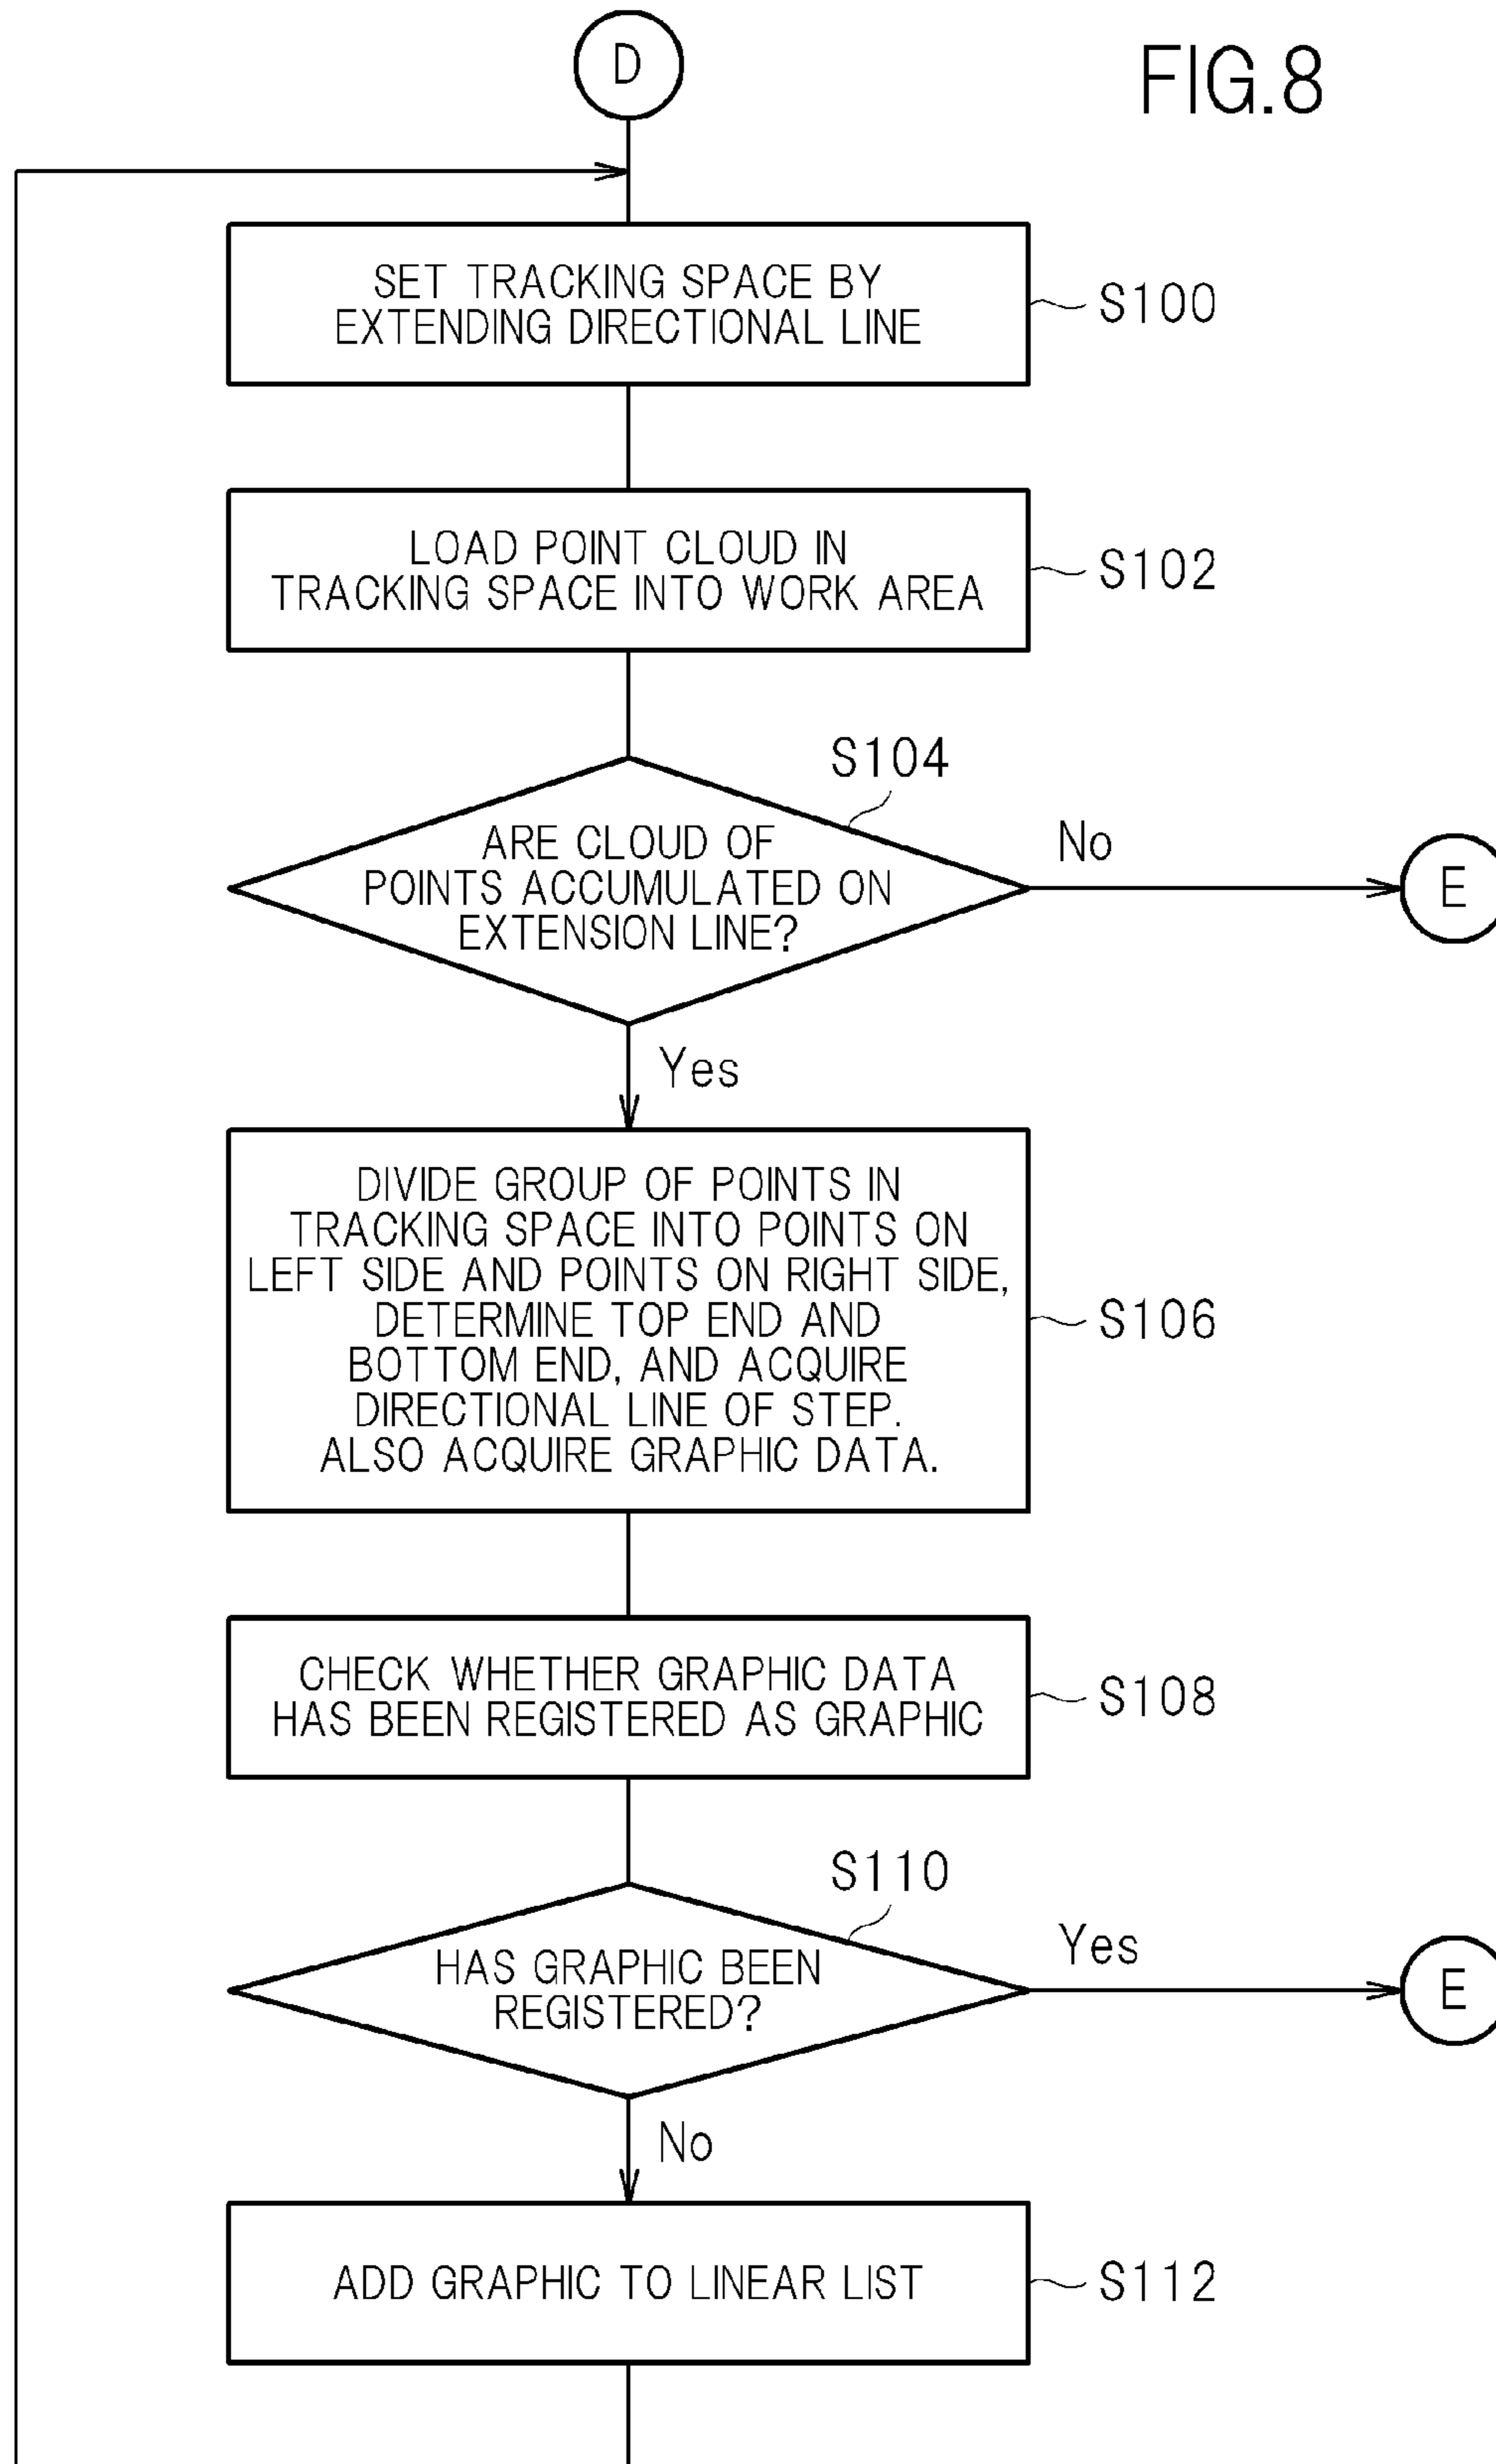 D
FIG.8
SET TRACKING SPACE BY
EXTENDING DIRECTIONAL LINE
S100
LOAD POINT CLOUD IN
TRACKING SPACE INTO WORK AREA
S102
S104
ARE CLOUD OF
POINTS ACCUMULATED ON
EXTENSION LINE?
No
E
Yes
DIVIDE GROUP OF POINTS IN
TRACKING SPACE INTO POINTS ON
LEFT SIDE AND POINTS ON RIGHT SIDE,
DETERMINE TOP END AND
BOTTOM END, AND ACQUIRE
DIRECTIONAL LINE OF STEP.
ALSO ACQUIRE GRAPHIC DATA.
S106
CHECK WHETHER GRAPHIC DATA
HAS BEEN REGISTERED AS GRAPHIC
S108
S110
HAS GRAPHIC BEEN
REGISTERED?
Yes
E
No
ADD GRAPHIC TO LINEAR LIST
S112